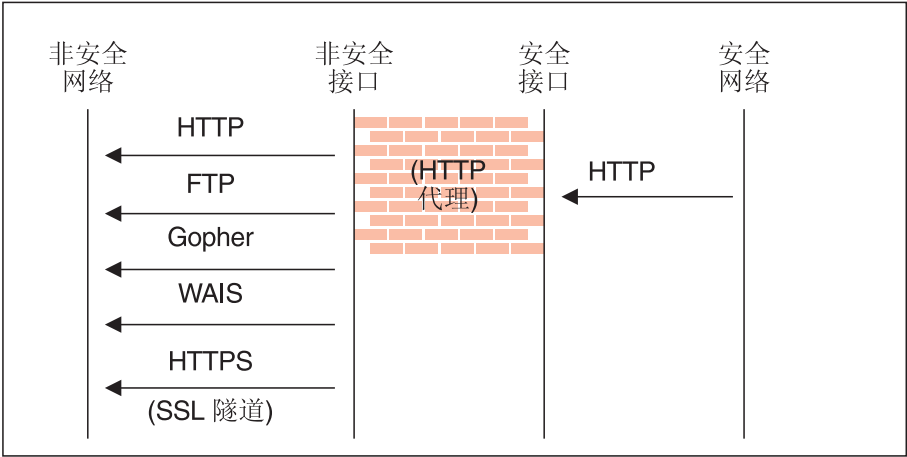 非安全
网络
非安全
接口
安全
接口
安全
网络
HTTP
FTP
Gopher
WAIS
HTTPS
(SSL 隧道)
(HTTP
代理)
HTTP